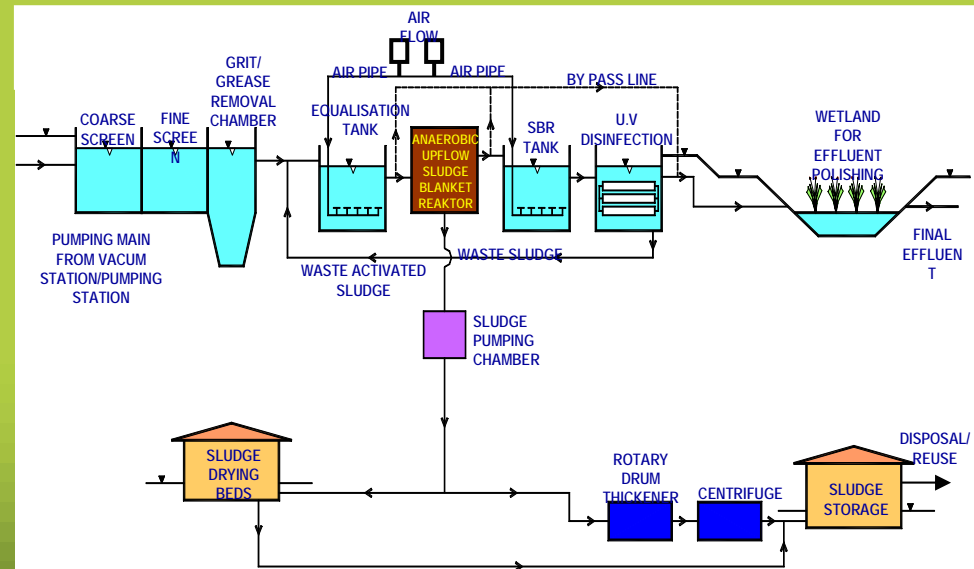 AIR
FLOW
AIR PIPE
AIR PIPE
GRIT/
GREASE
REMOVAL
CHAMBER
COARSE
SCREEN
FINE
SCREE
N
EQUALISATION
TANK
BY PASS LINE
ANAEROBIC
UPFLOW
SLUDGE
BLANKET
REAKTOR
SBR
TANK
U.V
DISINFECTION
WETLAND
FOR
EFFLUENT
POLISHING
FINAL
EFFLUEN
T
PUMPING MAIN
FROM VACUM
STATION/PUMPING
STATION
WASTE ACTIVATED
SLUDGE
WASTE SLUDGE
SLUDGE
PUMPING
CHAMBER
SLUDGE
DRYING
BEDS
ROTARY
DRUM
THICKENER
CENTRIFUGE
SLUDGE
STORAGE
DISPOSAL/
REUSE